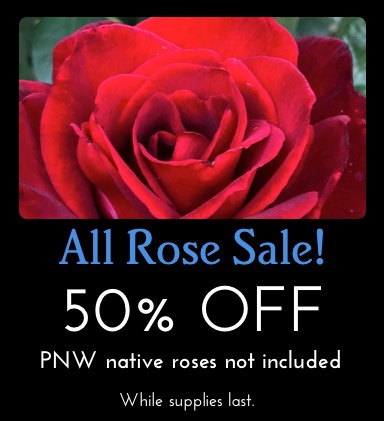 All Rose Sale!
50% OFF
PNW native roses not included
While supplies last.